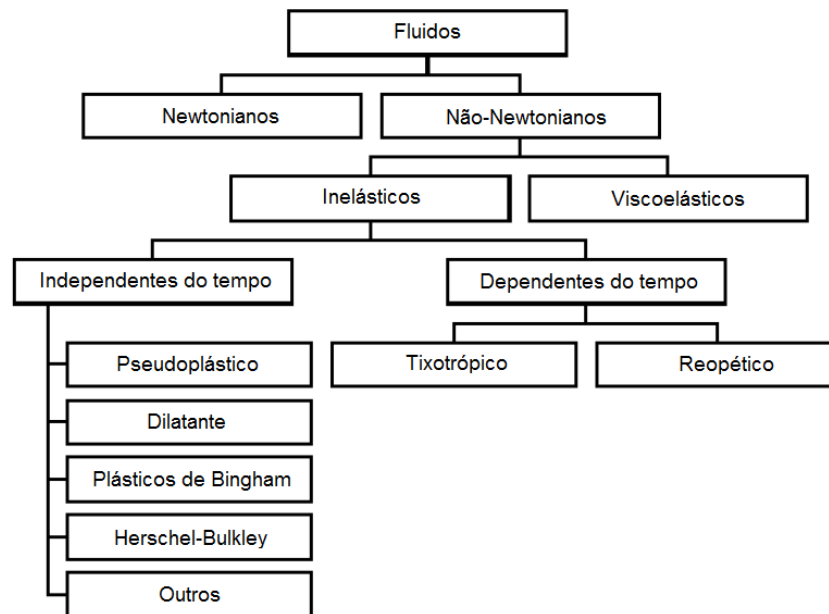 Fluidos
Newtonianos
Não-Newtonianos
Inelásticos
Viscoelásticos
Independentes do tempo
Dependentes do tempo
Pseudoplástico
Tixotrópico
Reopético
Dilatante
Plásticos de Bingham
Herschel-Bulkley
Outros